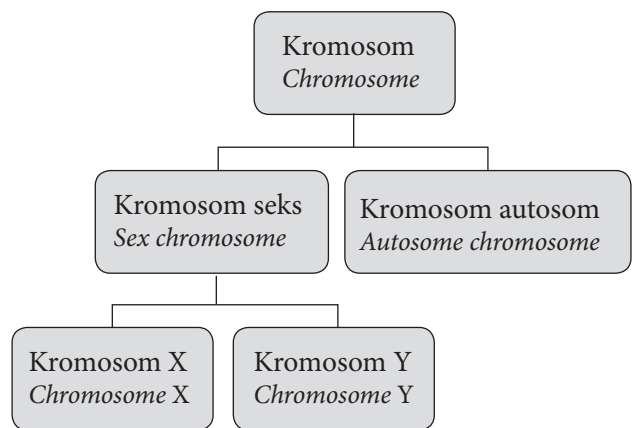 Kromosom
Chromosome
Kromosom seks
Sex chromosome
Kromosom autosom
Autosome chromosome
Kromosom X
Chromosome X
Kromosom Y
Chromosome Y